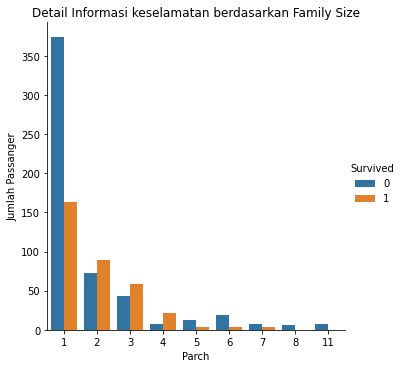 Detail Informasi keselamatan berdasarkan Family Size
350
300
250
200
150
100
50
0
Jumlah Passanger
1 2 3 4 5 6 7 8 11
Parch
Survived
0
1